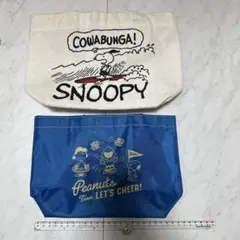 COWABUNGA!
SNOOPY
Peanuts
Team LET'S CHEER!